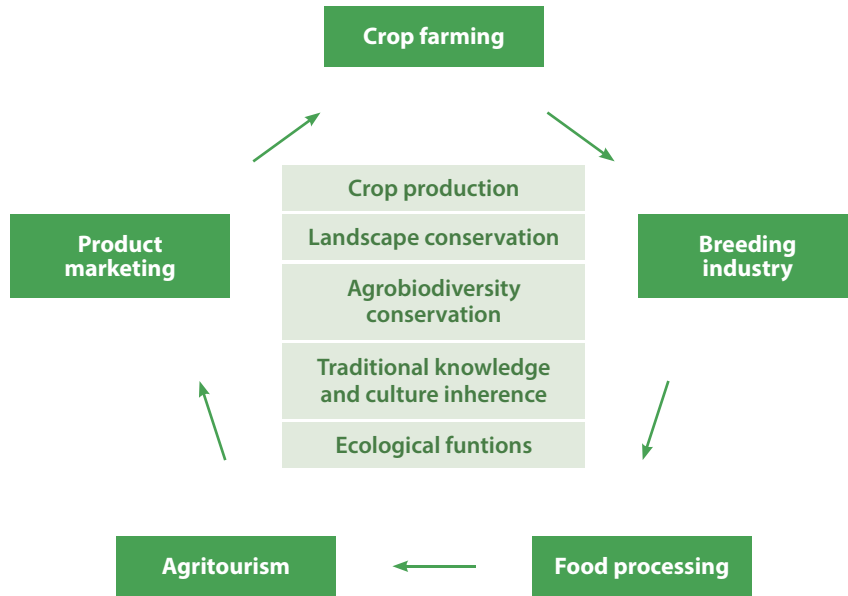 Crop farming
Crop production
Landscape conservation
Agrobiodiversity
conservation
Traditional knowledge
and culture inherence
Ecological funtions
Product
marketing
Breeding
industry
Agritourism
Food processing